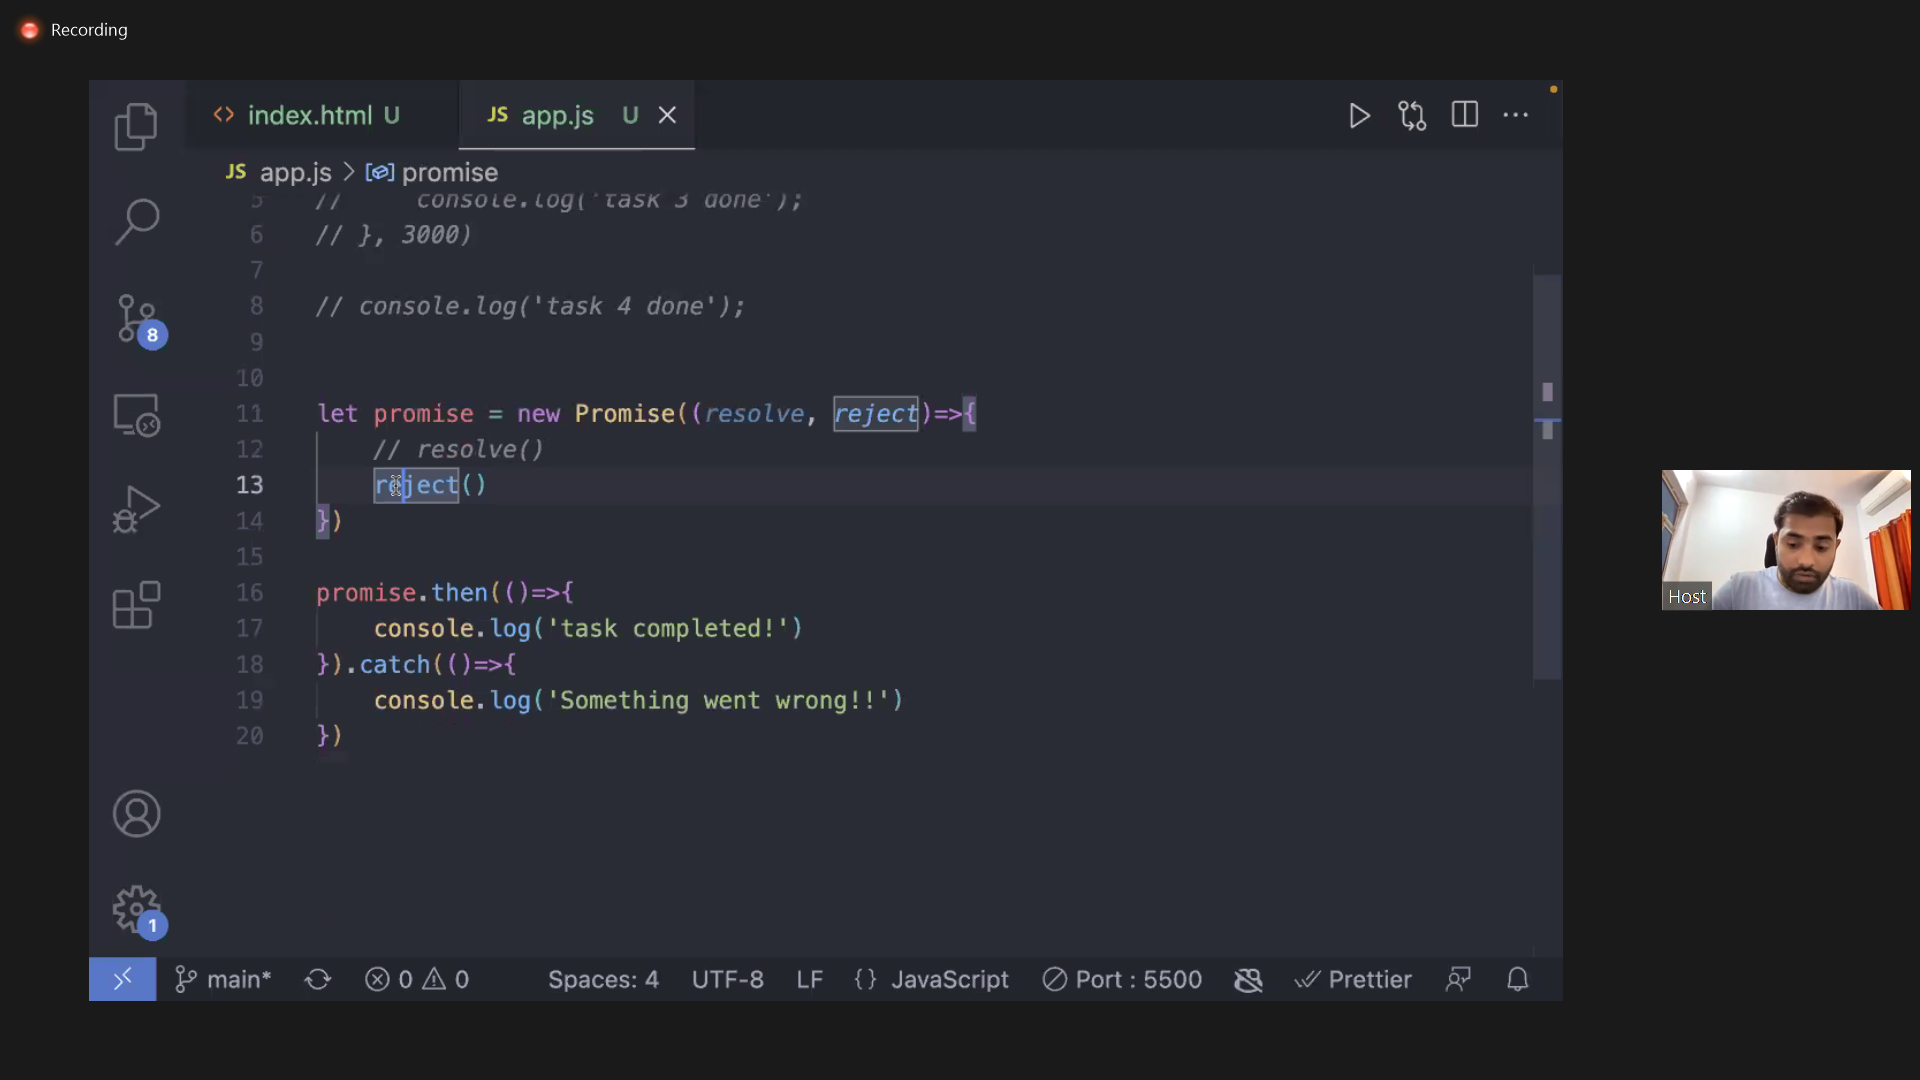 Recording
index.html U
JS app.js U
JS app.js > promise
5 // console.log('task 3 done');
6 // }, 3000)
7
8 // console.log('task 4 done');
9
10
11 let promise = new Promise((resolve, reject)=>{
12 // resolve()
13 reject()
14 })
15
16 promise.then(()=>{
17 console.log('task completed!')
18 }).catch(()=>{
19 console.log('Something went wrong!!')
20 })
8
1
Host
main* 0 0 Spaces: 4 UTF-8 LF {} JavaScript Port : 5500 Prettier